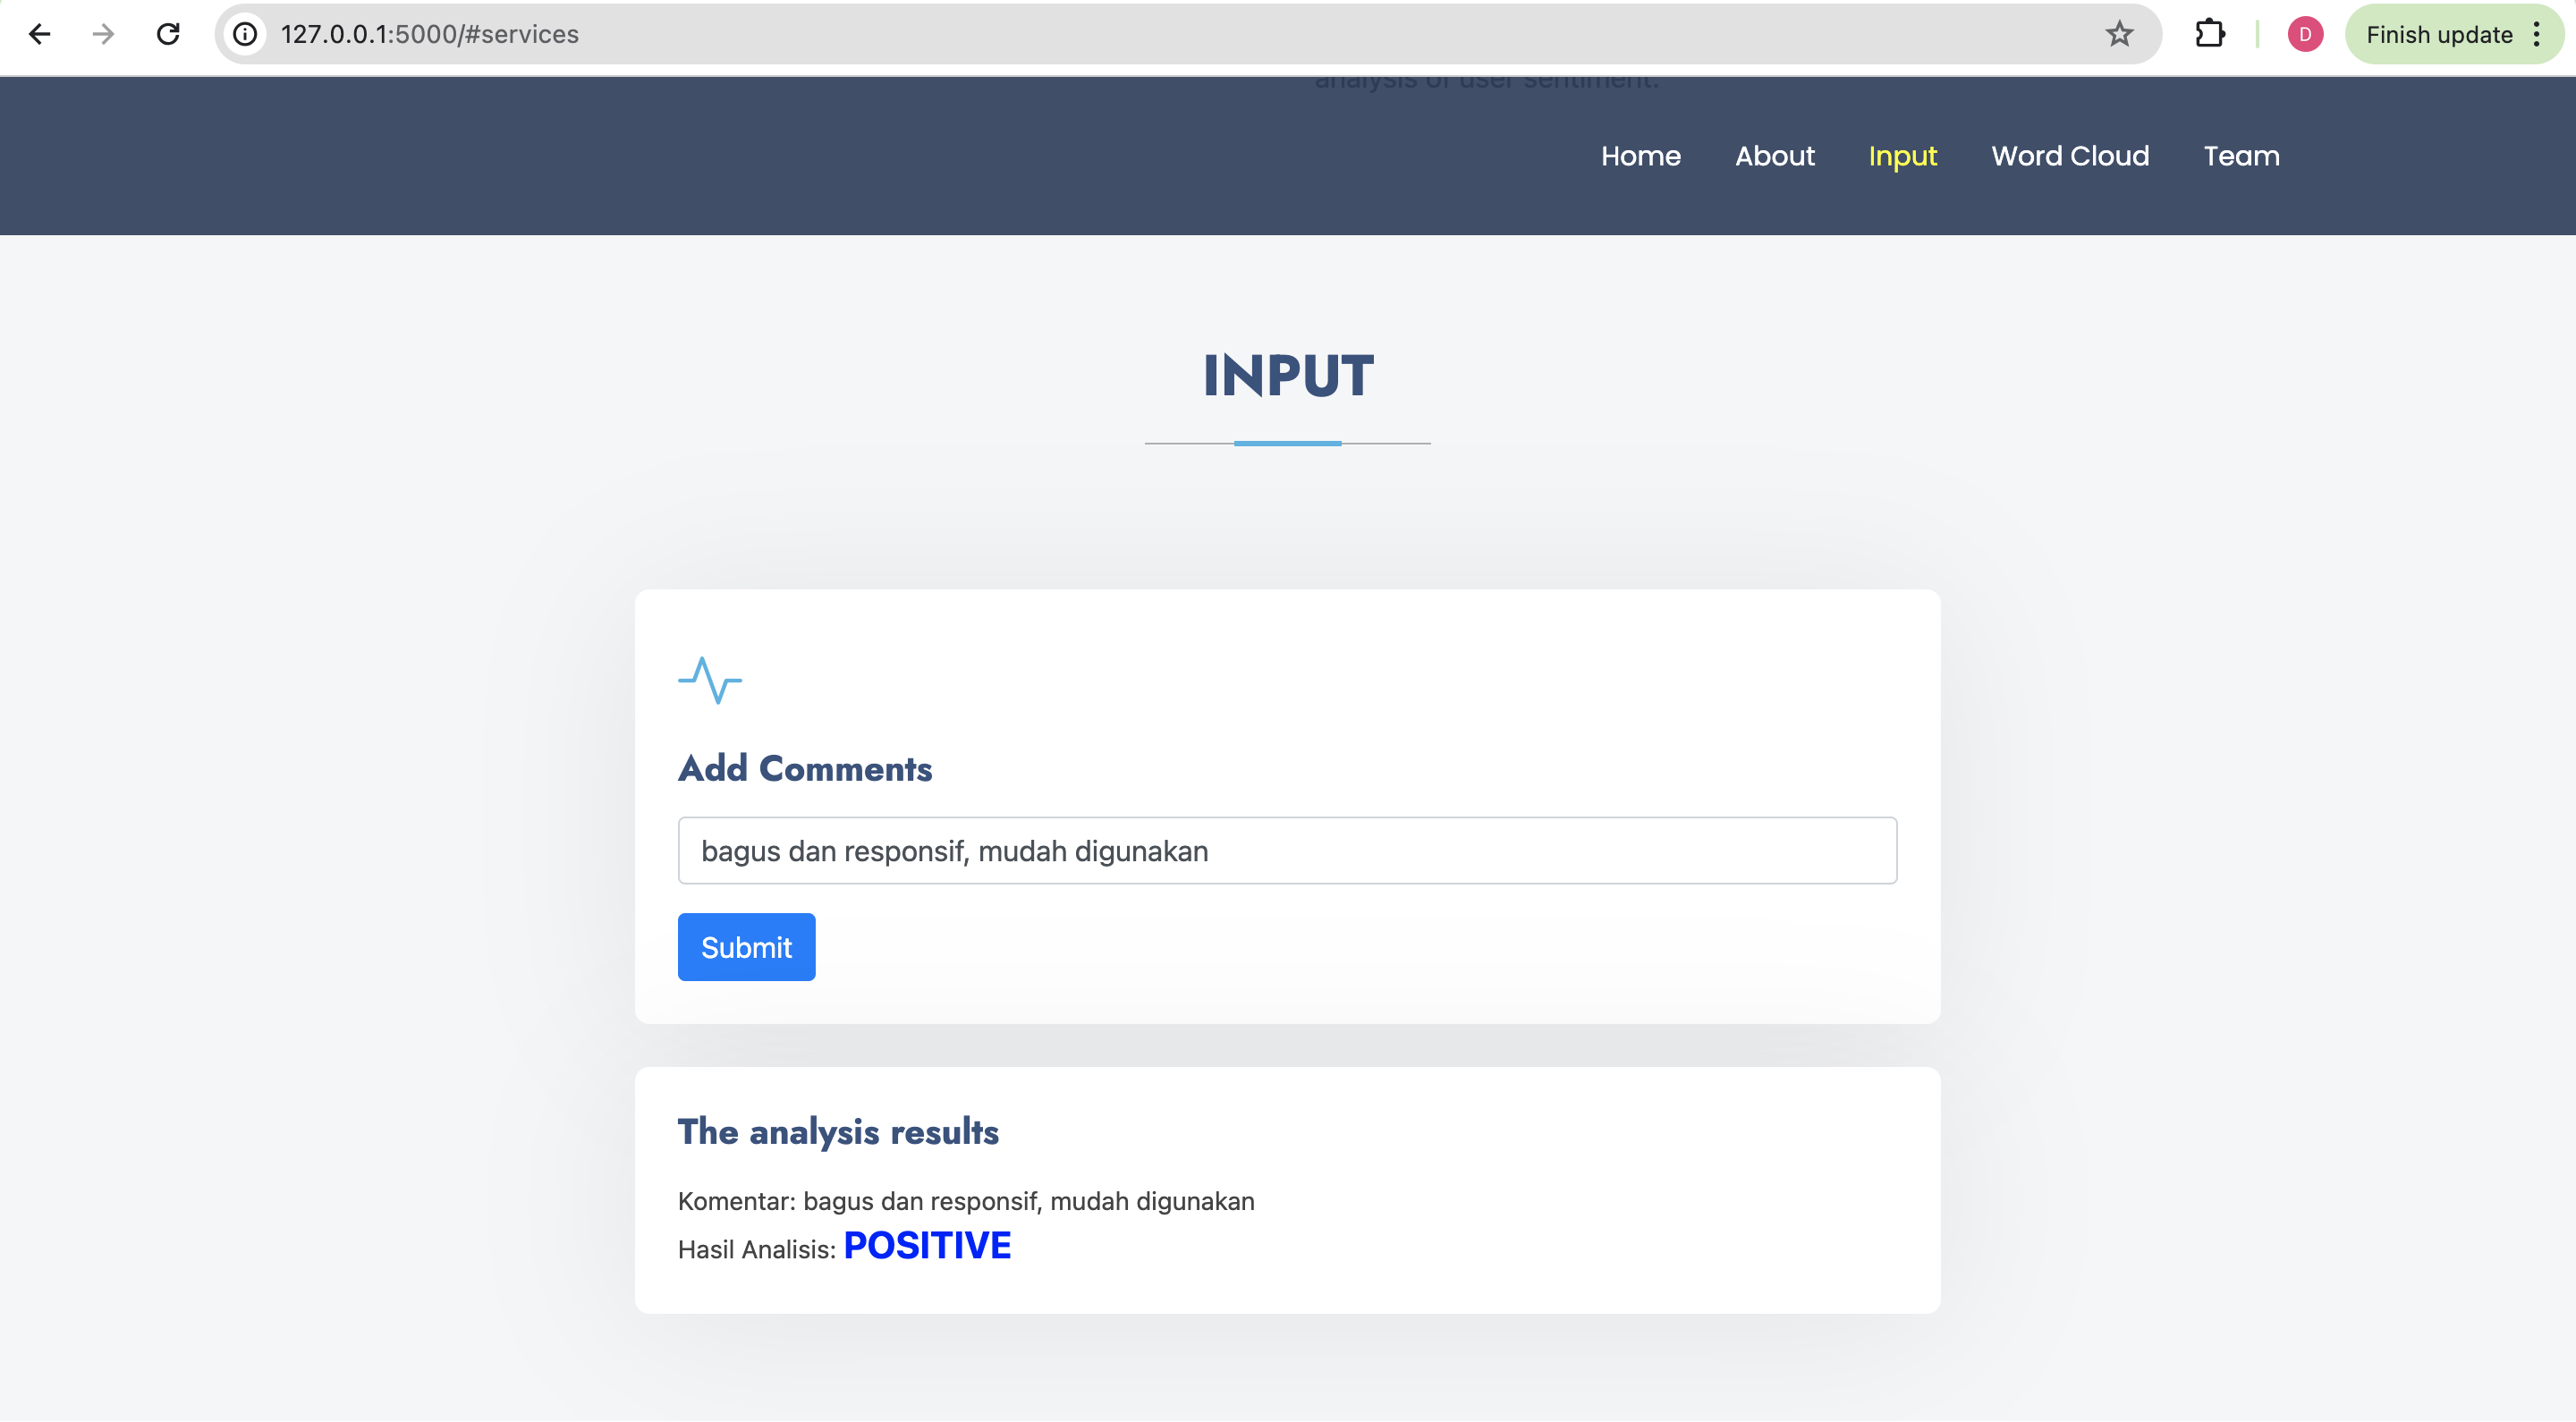 127.0.0.1:5000/#services
D
Finish update
analysis of user sentiment.
Home About Input Word Cloud Team
INPUT
Add Comments
bagus dan responsif, mudah digunakan
Submit
The analysis results
Komentar: bagus dan responsif, mudah digunakan
Hasil Analisis: POSITIVE